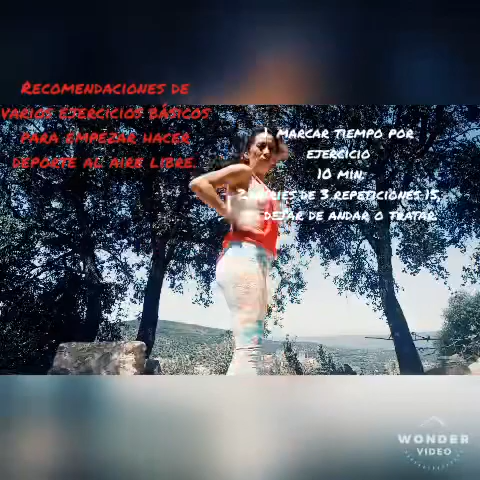 Recomendaciones de
varios ejercicios básicos
para empezar hacer
deporte al aire libre.
Marcar tiempo por
ejercicio
10 min
de 3 repeticiones 15,
dejar de andar o trotar
WONDER
VIDEO